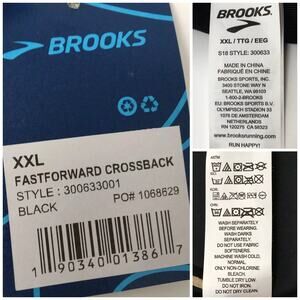 BROOKS
XXL
FASTFORWARD CROSSBACK
STYLE : 300633001
BLACK
PO# 1068629
1 90340 01386 7
BROOKS
XXL / TTG / EEG
S18 STYLE: 300633
MADE IN CHINA
FABRIQUÉ EN CHINE
BROOKS SPORTS, INC.
3400 STONE WAY N
SEATTLE, WA 98103
1-800-2-BROOKS
EU: BROOKS SPORTS B.V.
OLYMPISCH STADION 33
1076 DE AMSTERDAM
NETHERLANDS
RN 120275 CA 58323
www.brooksrunning.com
RUN HAPPY!
ASTM
KOR
CHN
WASH SEPARATELY
BEFORE WEARING.
WASH DARKS
SEPARATELY.
DO NOT USE FABRIC
SOFTENERS.
MACHINE WASH COLD,
NORMAL.
ONLY NON-CHLORINE
BLEACH.
TUMBLE DRY LOW.
DO NOT IRON.
DO NOT DRY CLEAN.